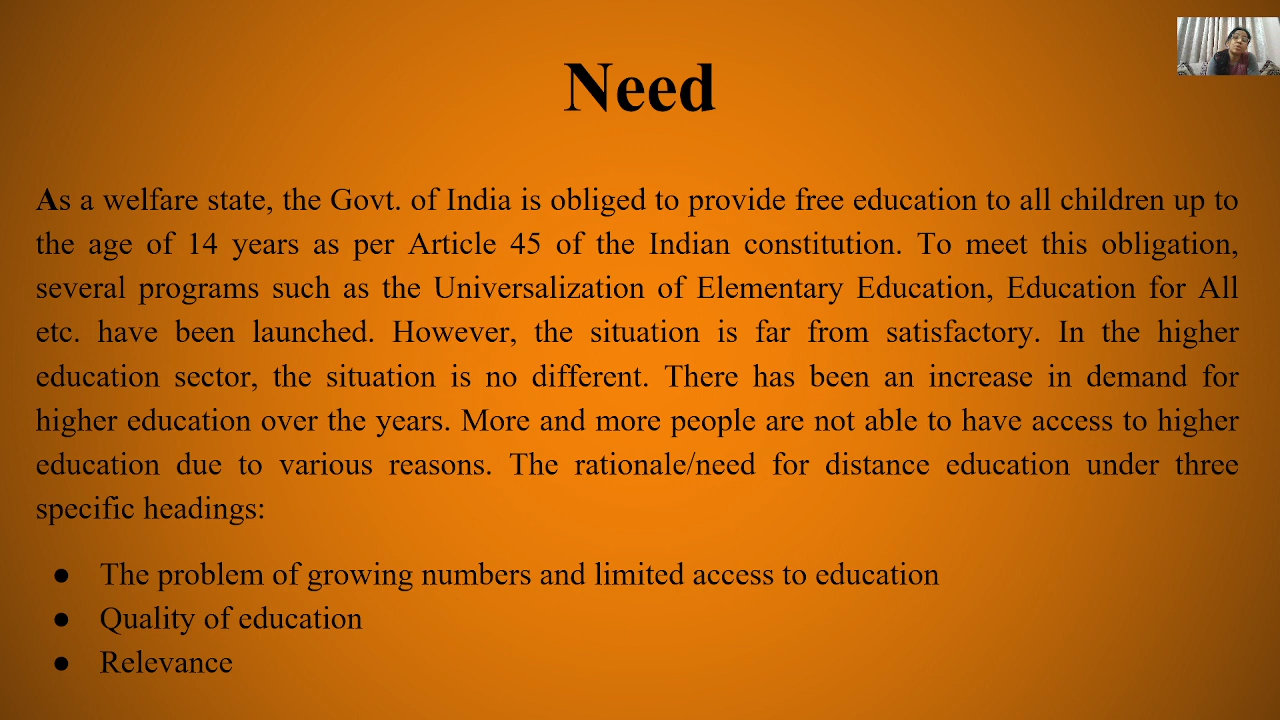 Need
As a welfare state, the Govt. of India is obliged to provide free education to all children up to
the age of 14 years as per Article 45 of the Indian constitution. To meet this obligation,
several programs such as the Universalization of Elementary Education, Education for All
etc. have been launched. However, the situation is far from satisfactory. In the higher
education sector, the situation is no different. There has been an increase in demand for
higher education over the years. More and more people are not able to have access to higher
education due to various reasons. The rationale/need for distance education under three
specific headings:
● The problem of growing numbers and limited access to education
● Quality of education
● Relevance